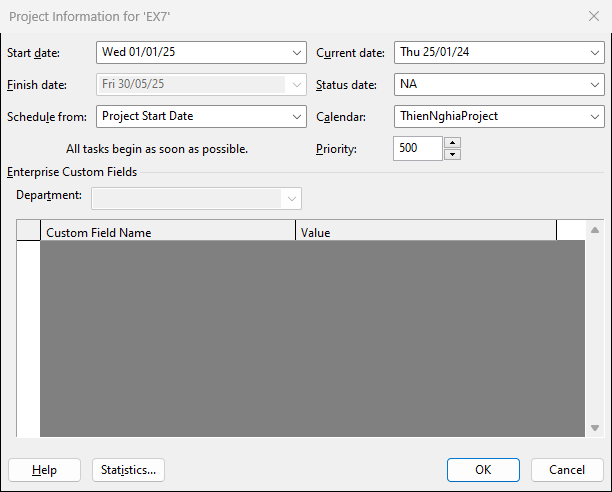 Project Information for 'EX7'
Start date: Wed 01/01/25 Current date: Thu 25/01/24
Finish date: Fri 30/05/25 Status date: NA
Schedule from: Project Start Date Calendar: ThienNghiaProject
All tasks begin as soon as possible. Priority: 500
Enterprise Custom Fields
Department:
Custom Field Name Value
Help Statistics... OK Cancel